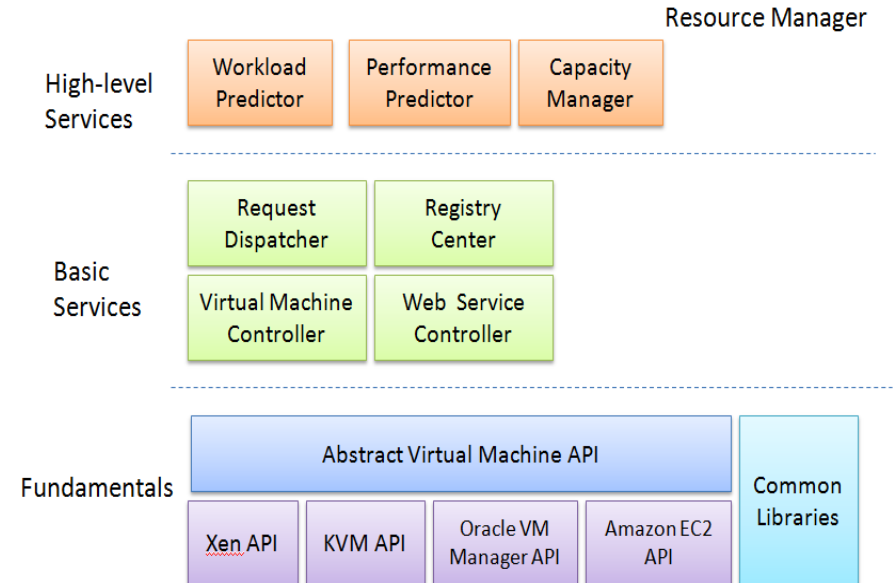 Resource Manager
High-level
Services
Workload
Predictor
Performance
Predictor
Capacity
Manager
Basic
Services
Request
Dispatcher
Registry
Center
Virtual Machine
Controller
Web Service
Controller
Fundamentals
Abstract Virtual Machine API
Common
Libraries
Xen API
KVM API
Oracle VM
Manager API
Amazon EC2
API